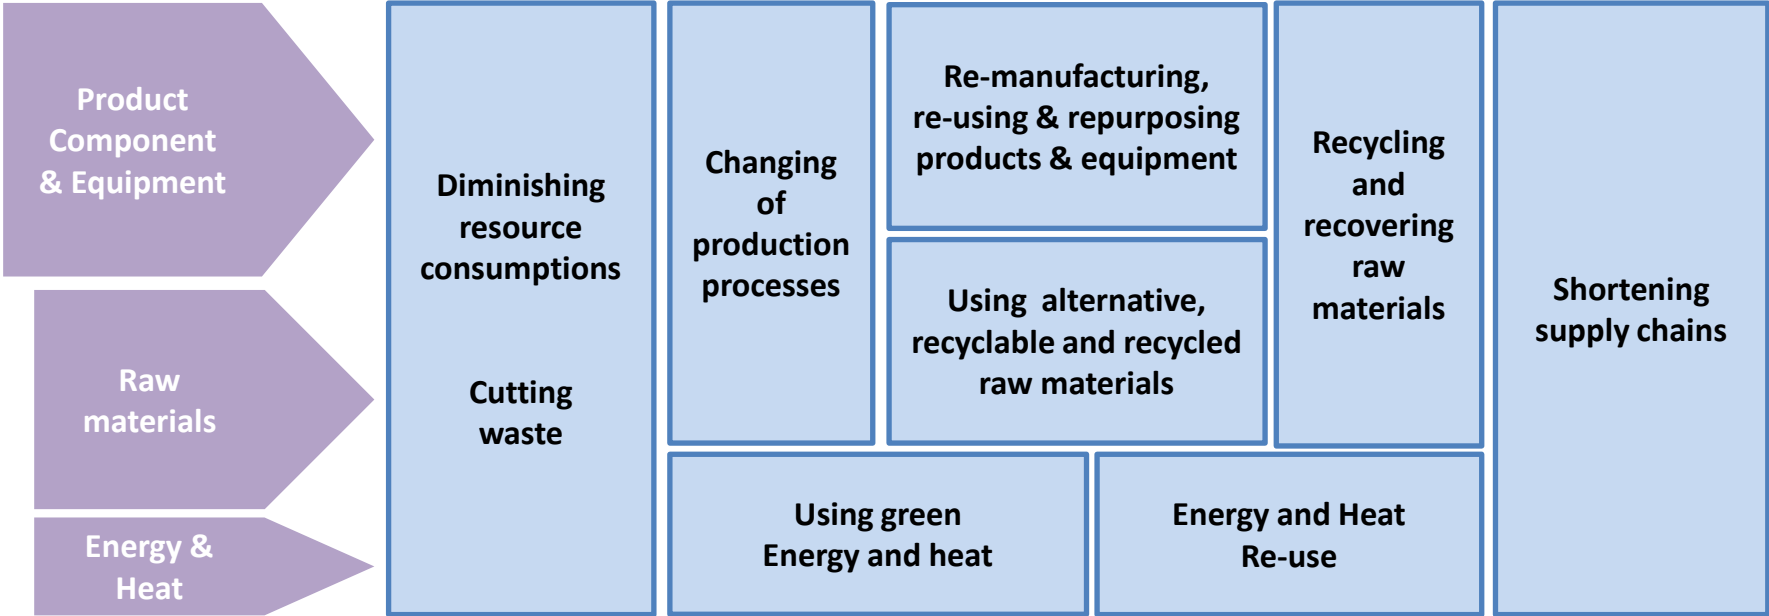 Product
Component
& Equipment
Raw
materials
Energy &
Heat
Diminishing
resource
consumptions
Cutting
waste
Changing
of
production
processes
Re-manufacturing,
re-using & repurposing
products & equipment
Using  alternative,
recyclable and recycled
raw materials
Recycling
and
recovering
raw
materials
Using green
Energy and heat
Energy and Heat
Re-use
Shortening
supply chains